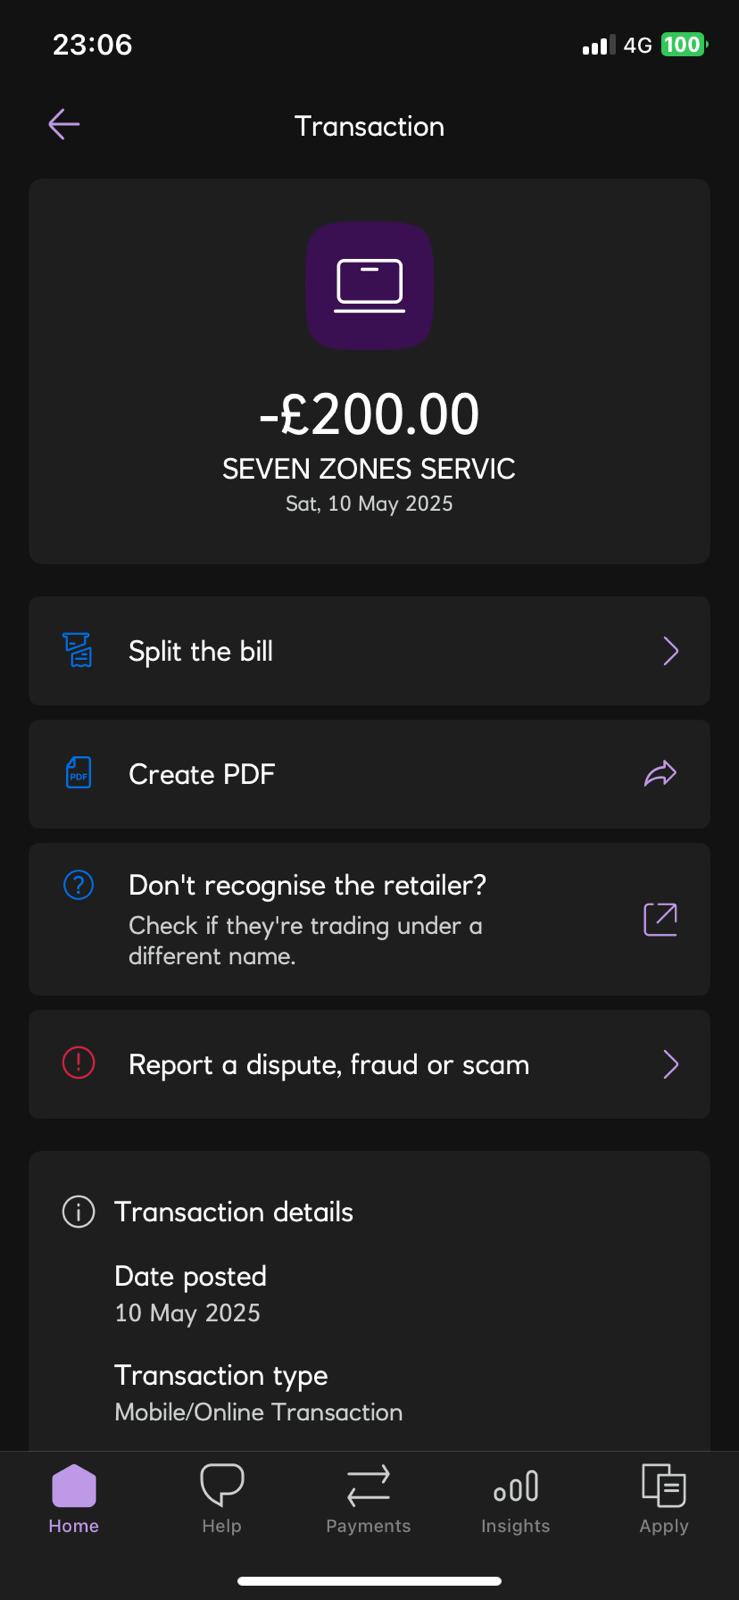 23:06
4G 100
Transaction
-£200.00
SEVEN ZONES SERVIC
Sat, 10 May 2025
Split the bill
PDF
Create PDF
Don't recognise the retailer?
Check if they're trading under a
different name.
Report a dispute, fraud or scam
Transaction details
Date posted
10 May 2025
Transaction type
Mobile/Online Transaction
Home Help Payments Insights Apply